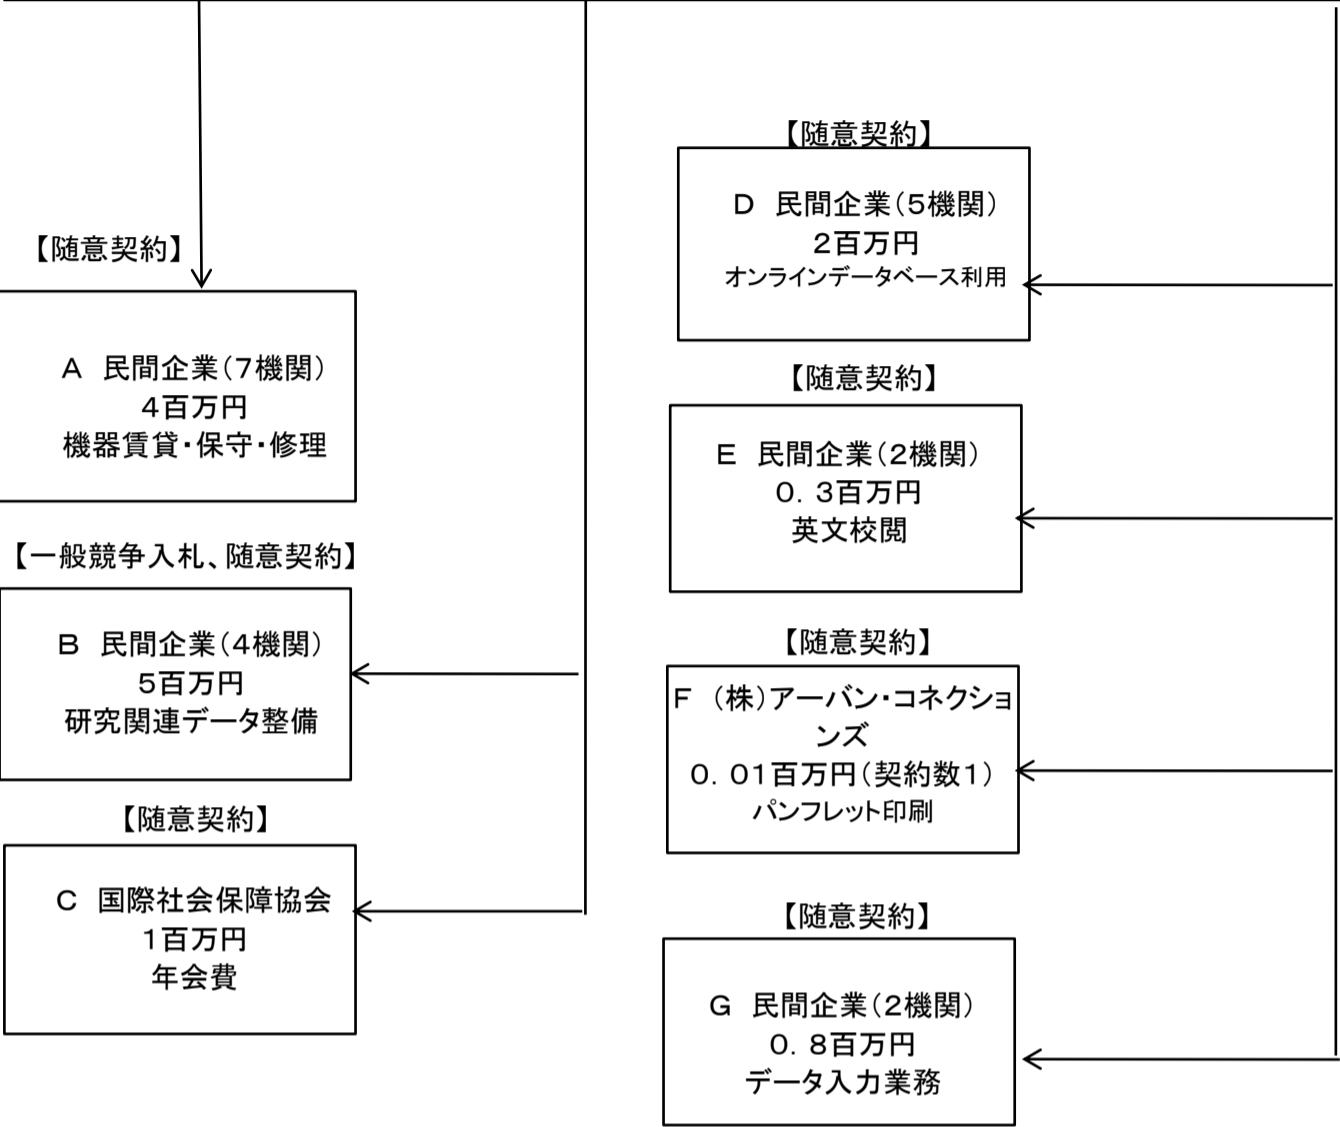 【随意契約】
A　民間企業（7機関）
4百万円
機器賃貸・保守・修理
【一般競争入札、随意契約】
B　民間企業（4機関）
5百万円
研究関連データ整備
【随意契約】
C　国際社会保障協会
1百万円
年会費
【随意契約】
D　民間企業（5機関）
2百万円
オンラインデータベース利用
【随意契約】
E　民間企業（2機関）
0．3百万円
英文校閲
【随意契約】
F　（株）アーバン・コネクショ
ンズ
0．01百万円（契約数1）
パンフレット印刷
【随意契約】
G　民間企業（2機関）
0．8百万円
データ入力業務